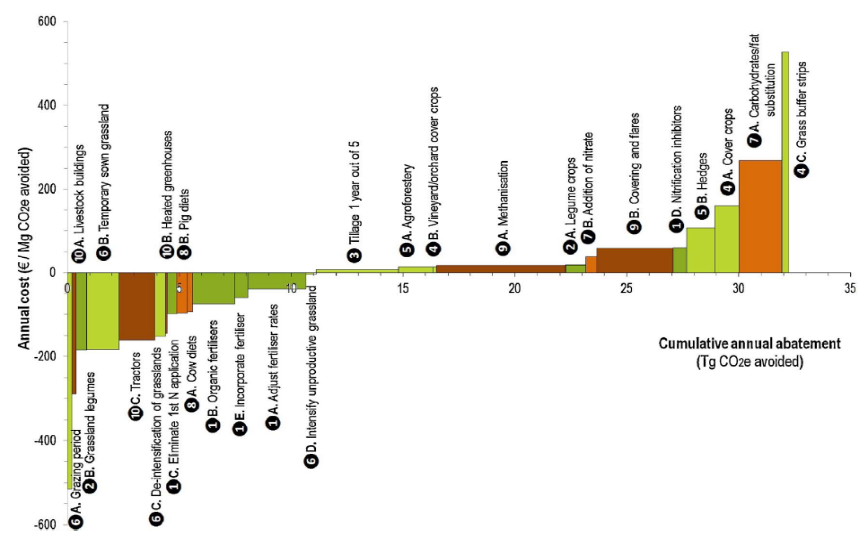 600
400
200
0
-200
-400
-600
Annual cost (€ / Mg CO2e avoided)
0
5
10
15
20
25
30
35
Cumulative annual abatement
(Tg CO2e avoided)
6 A. Grazing period
10 A. Livestock buildings
2 B. Grassland legumes
6 B. Temporary sown grassland
10 C. Tractors
6 C. De-intensification of grasslands
10 B. Heated greenhouses
1 C. Eliminate 1st N application
8 B. Pig diets
8 A. Cow diets
1 B. Organic fertilisers
1 E. Incorporate fertiliser
1 A. Adjust fertiliser rates
6 D. Intensify unproductive grassland
3 Tillage 1 year out of 5
5 A. Agroforestery
4 B. Vineyard/orchard cover crops
9 A. Methanisation
2 A. Legume crops
7 B. Addition of nitrate
9 B. Covering and flares
1 D. Nitrification inhibitors
5 B. Hedges
4 A. Cover crops
7 A. Carbohydrates/fat
substitution
4 C. Grass buffer strips